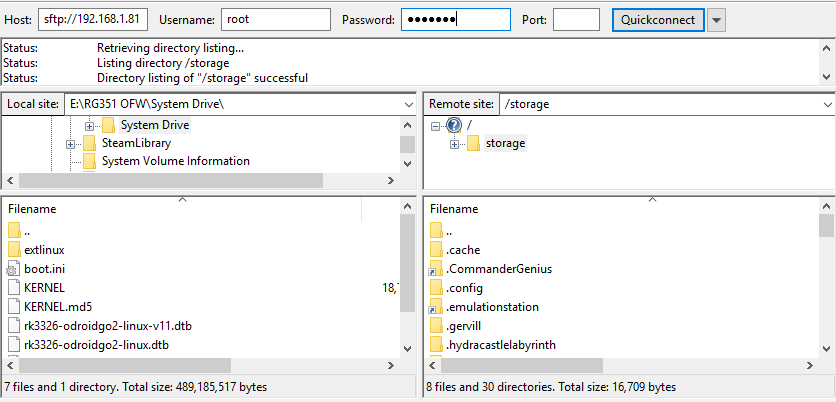 Host: sftp://192.168.1.81 Username: root Password: ●●●●●●● Port: Quickconnect
Status: Retrieving directory listing...
Status: Listing directory /storage
Status: Directory listing of "/storage" successful
Local site: E:\RG351 OFW\System Drive\
System Drive
SteamLibrary
System Volume Information
Remote site: /storage
/
storage
Filename
..
extlinux
boot.ini
KERNEL 18,
KERNEL.md5
rk3326-odroidgo2-linux-v11.dtb
rk3326-odroidgo2-linux.dtb
7 files and 1 directory. Total size: 489,185,517 bytes
Filename
..
.cache
.CommanderGenius
.config
.emulationstation
.gervill
.hydracastlelabyrinth
8 files and 30 directories. Total size: 16,709 bytes